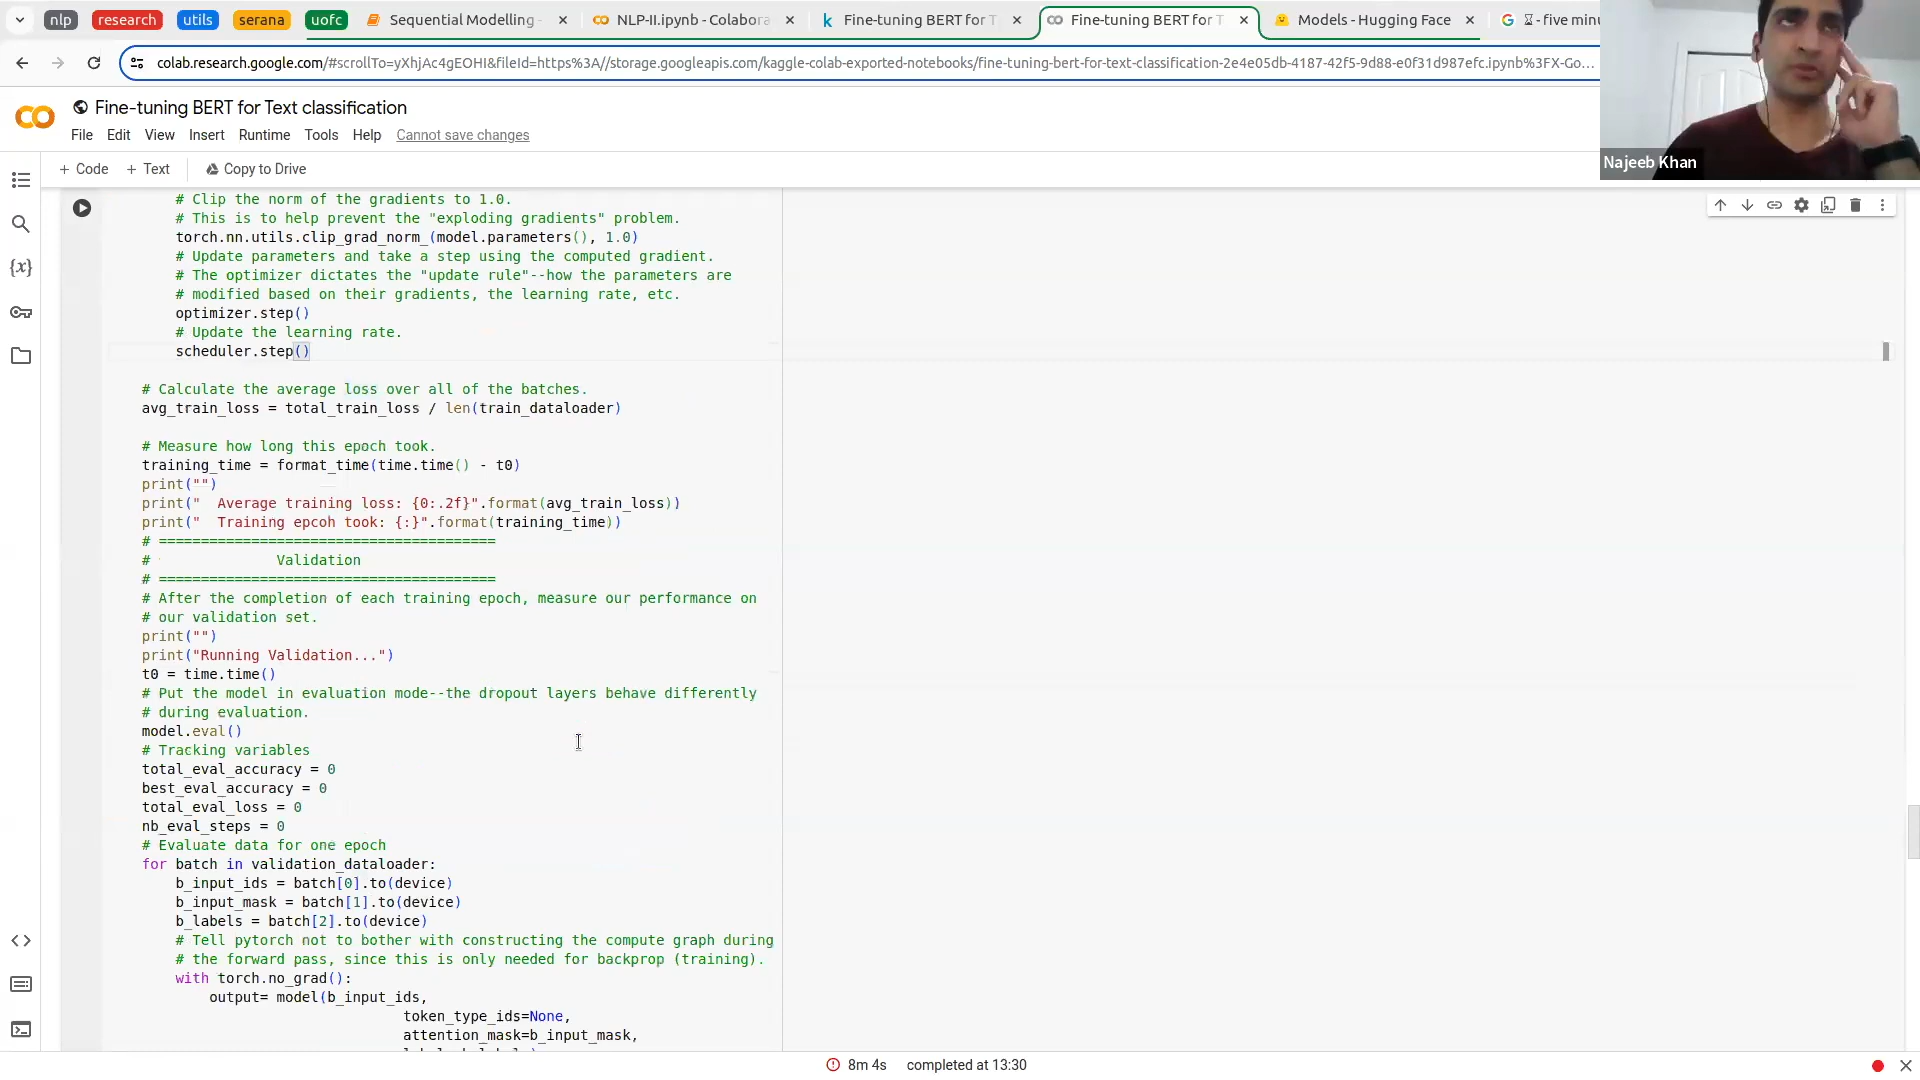 nlp research utils serana uofc Sequential Modelling - NLP-II.ipynb - Colabora Fine-tuning BERT for T Fine-tuning BERT for T Models - Hugging Face - five minu
colab.research.google.com/#scrollTo=yXhjAc4gEOHI&fileId=https%3A//storage.googleapis.com/kaggle-colab-exported-notebooks/fine-tuning-bert-for-text-classification-2e4e05db-4187-42f5-9d88-e0f31d987efc.ipynb%3FX-Go...
Fine-tuning BERT for Text classification
File Edit View Insert Runtime Tools Help Cannot save changes
Najeeb Khan
+ Code + Text Copy to Drive
# Clip the norm of the gradients to 1.0.
# This is to help prevent the "exploding gradients" problem.
torch.nn.utils.clip_grad_norm_(model.parameters(), 1.0)
# Update parameters and take a step using the computed gradient.
# The optimizer dictates the "update rule"--how the parameters are
# modified based on their gradients, the learning rate, etc.
optimizer.step()
# Update the learning rate.
scheduler.step()
# Calculate the average loss over all of the batches.
avg_train_loss = total_train_loss / len(train_dataloader)
# Measure how long this epoch took.
training_time = format_time(time.time() - t0)
print("")
print("  Average training loss: {0:.2f}".format(avg_train_loss))
print("  Training epcoh took: {:}".format(training_time))
# ========================================
#               Validation
# ========================================
# After the completion of each training epoch, measure our performance on
# our validation set.
print("")
print("Running Validation...")
t0 = time.time()
# Put the model in evaluation mode--the dropout layers behave differently
# during evaluation.
model.eval()
# Tracking variables
total_eval_accuracy = 0
best_eval_accuracy = 0
total_eval_loss = 0
nb_eval_steps = 0
# Evaluate data for one epoch
for batch in validation_dataloader:
b_input_ids = batch[0].to(device)
b_input_mask = batch[1].to(device)
b_labels = batch[2].to(device)
# Tell pytorch not to bother with constructing the compute graph during
# the forward pass, since this is only needed for backprop (training).
with torch.no_grad():
output= model(b_input_ids,
token_type_ids=None,
attention_mask=b_input_mask,
8m 4s completed at 13:30